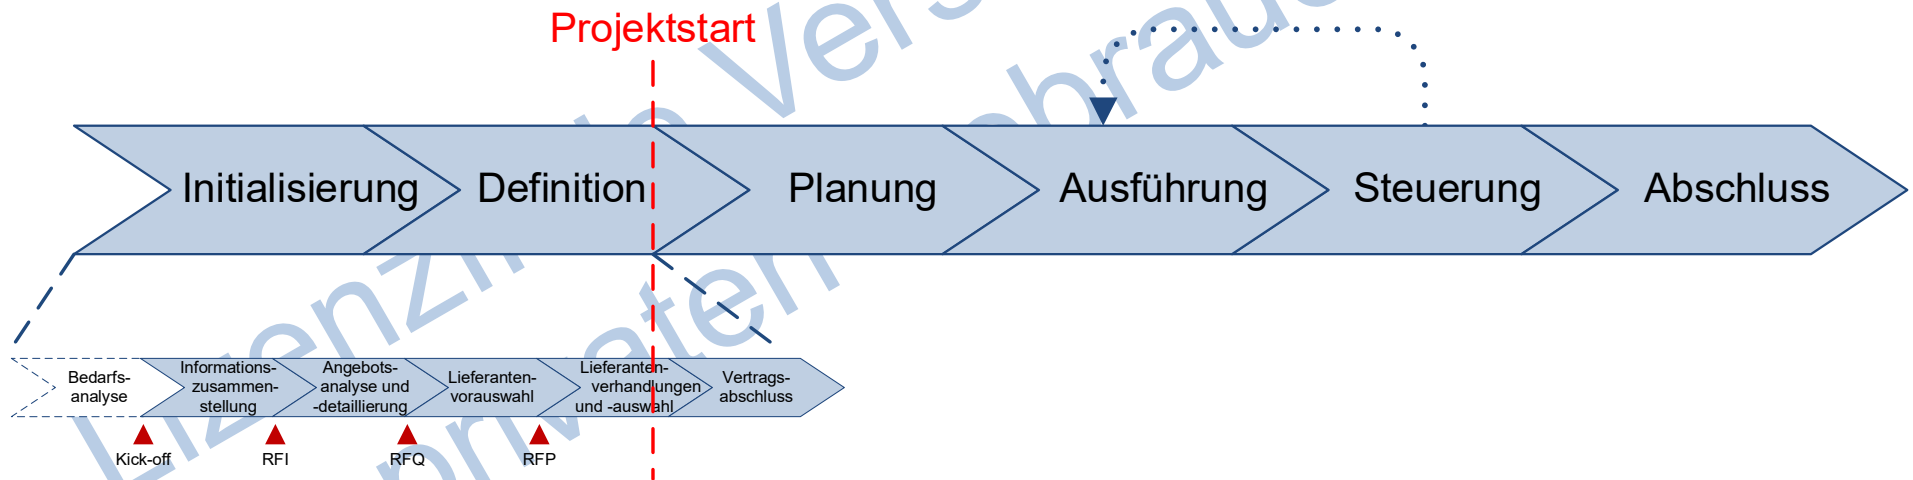 Projektstart
Initialisierung
Definition
Planung
Ausführung
Steuerung
Abschluss
Bedarfs-
analyse
Informations-
zusammen-
stellung
Angebots-
analyse und
-detaillierung
Lieferanten-
vorauswahl
Lieferanten-
verhandlungen
und -auswahl
Vertrags-
abschluss
Kick-off
RFI
RFQ
RFP
privaten